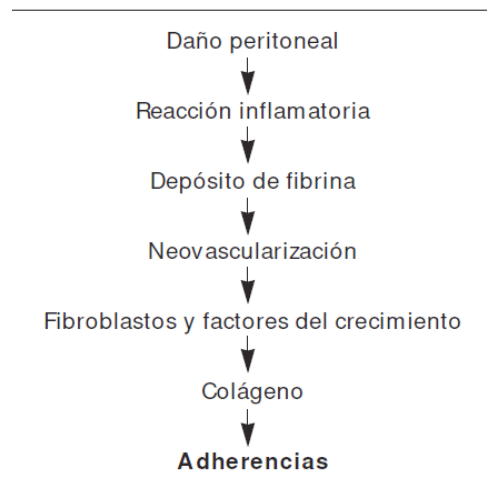 Daño peritoneal
Reacción inflamatoria
Depósito de fibrina
Neovascularización
Fibroblastos y factores del crecimiento
Colágeno
Adherencias